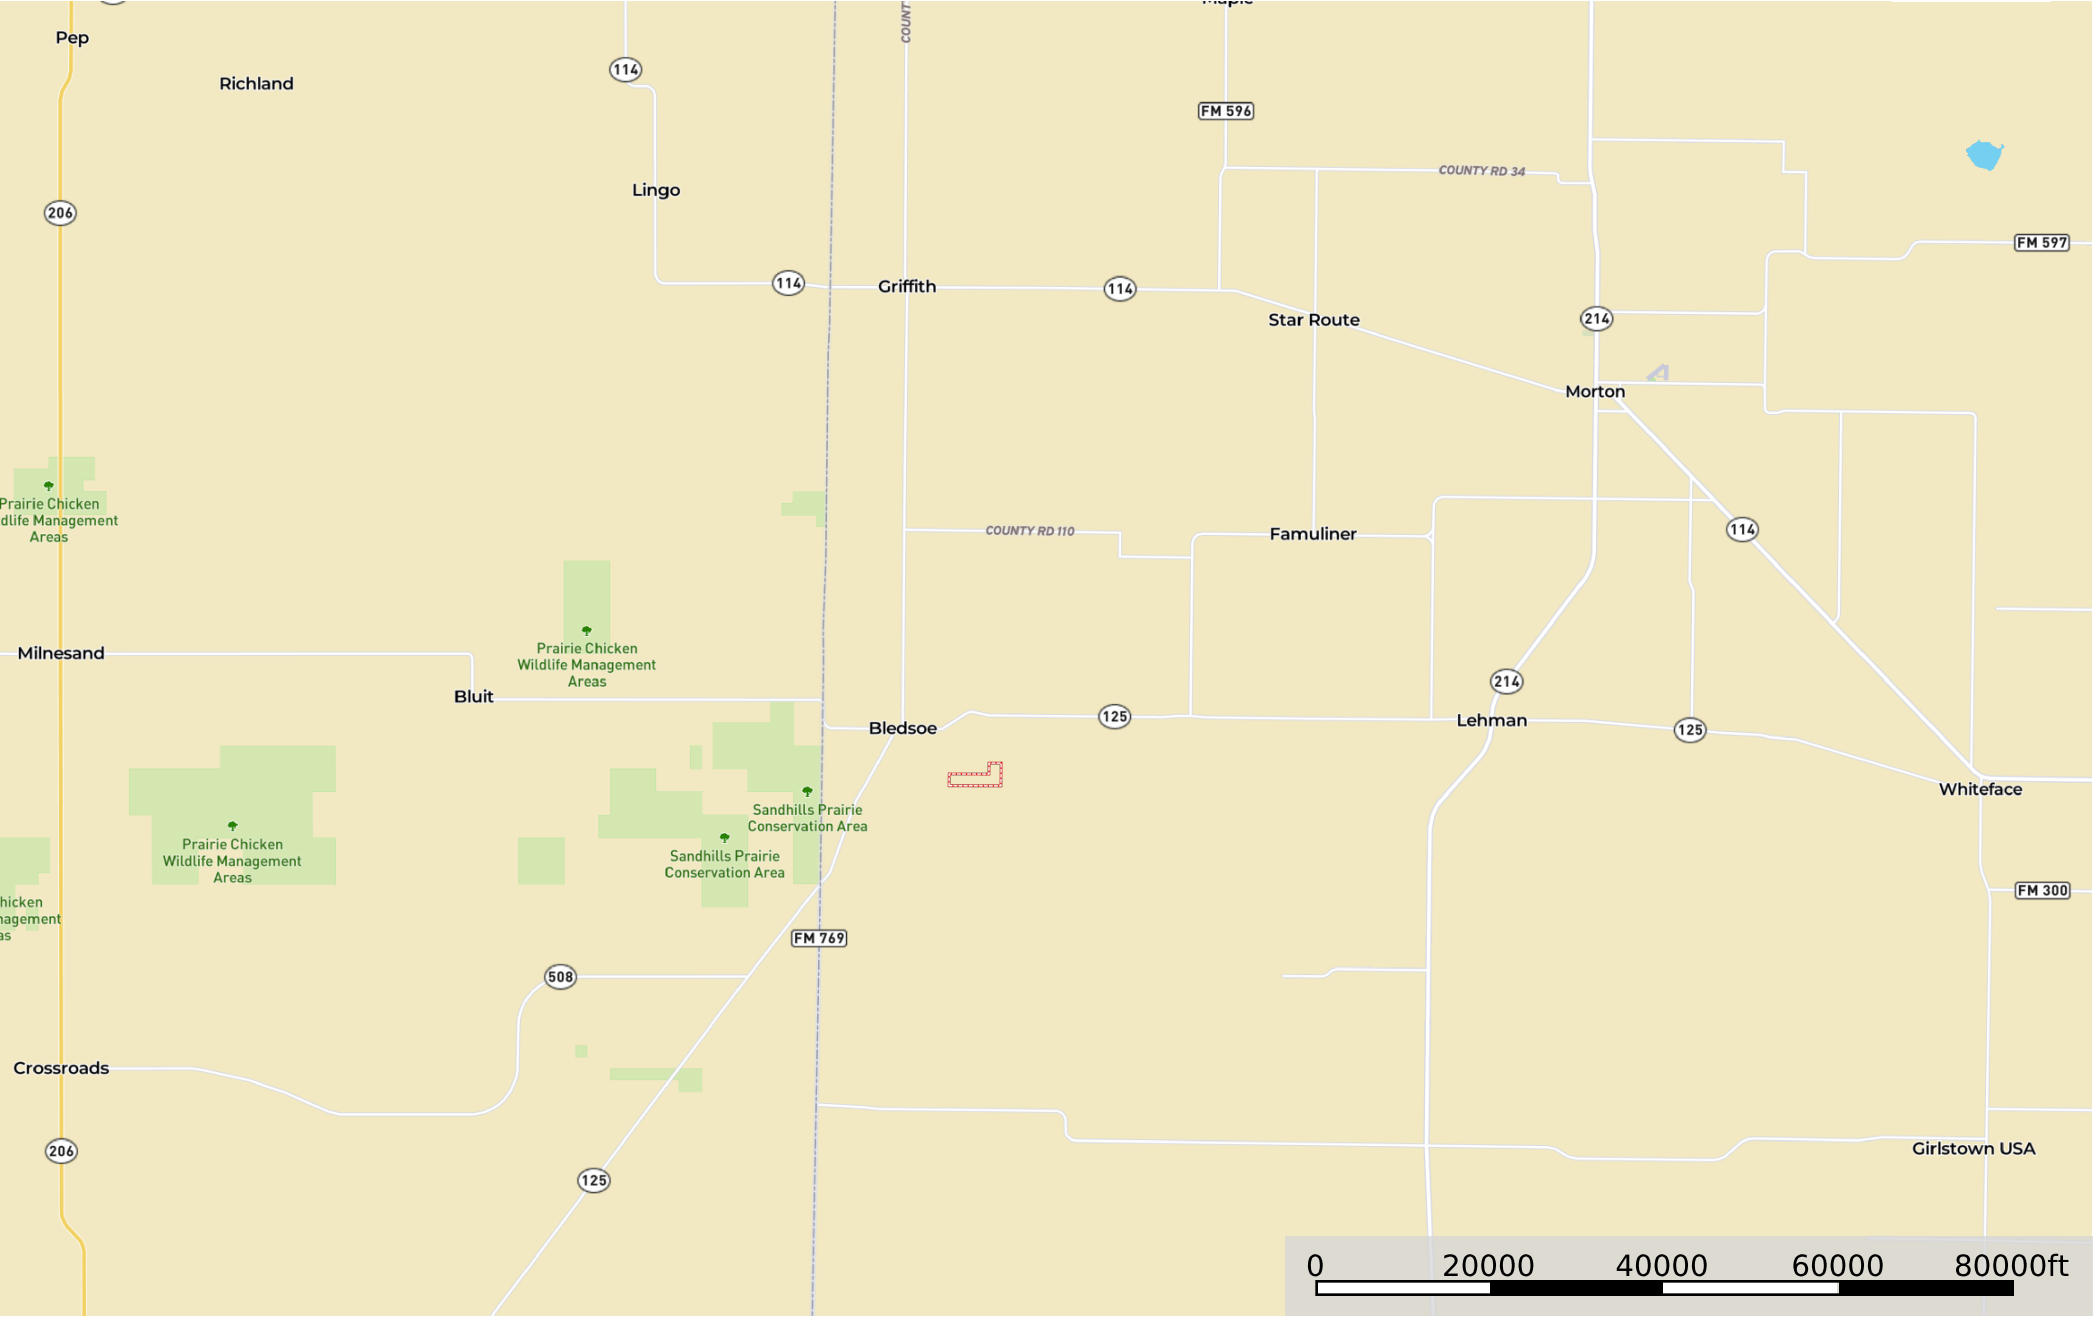 Maple
COUNT
Pep
Richland
114
FM 596
COUNTY RD 34
Lingo
206
FM 597
114
Griffith
114
Star Route
214
Morton
Prairie Chicken
dlife Management
Areas
COUNTY RD 110
Famuliner
114
Milnesand
Prairie Chicken
Wildlife Management
Areas
214
Bluit
Bledsoe
125
Lehman
125
Whiteface
Sandhills Prairie
Conservation Area
Prairie Chicken
Wildlife Management
Areas
Sandhills Prairie
Conservation Area
FM 300
hicken
nagement
as
FM 769
508
Crossroads
206
Girlstown USA
125
0 20000 40000 60000 80000ft